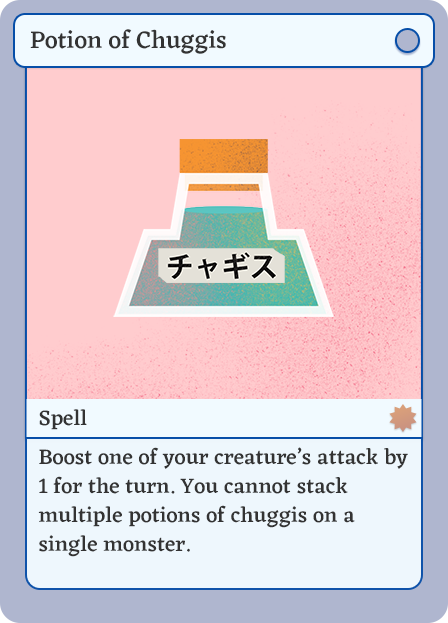 Potion of Chuggis
チャギス
Spell
Boost one of your creature’s attack by
1 for the turn. You cannot stack
multiple potions of chuggis on a
single monster.